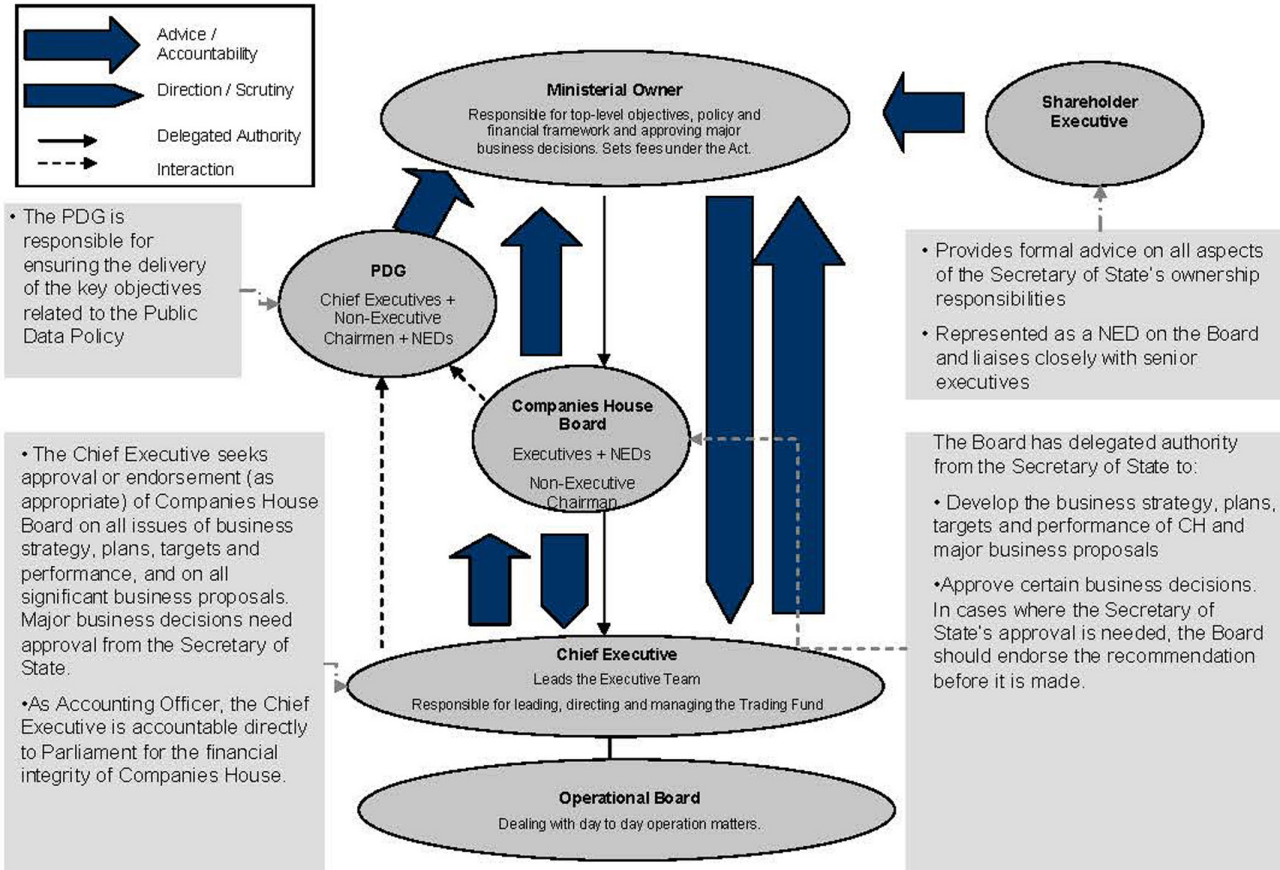 Advice /
Accountability
Direction / Scrutiny
Delegated Authority
Interaction
Ministerial Owner
Responsible for top-level objectives, policy and
financial framework and approving major
business decisions. Sets fees under the Act.
Shareholder
Executive
• The PDG is
responsible for
ensuring the delivery
of the key objectives
related to the Public
Data Policy
PDG
Chief Executives +
Non-Executive
Chairmen + NEDs
• Provides formal advice on all aspects
of the Secretary of State's ownership
responsibilities
• Represented as a NED on the Board
and liaises closely with senior
executives
Companies House
Board
Executives + NEDs
Non-Executive
Chairman
• The Chief Executive seeks
approval or endorsement (as
appropriate) of Companies House
Board on all issues of business
strategy, plans, targets and
performance, and on all
significant business proposals.
Major business decisions need
approval from the Secretary of
State.
•As Accounting Officer, the Chief
Executive is accountable directly
to Parliament for the financial
integrity of Companies House.
The Board has delegated authority
from the Secretary of State to:
• Develop the business strategy, plans,
targets and performance of CH and
major business proposals
•Approve certain business decisions.
In cases where the Secretary of
State's approval is needed, the Board
should endorse the recommendation
before it is made.
Chief Executive
Leads the Executive Team
Responsible for leading, directing and managing the Trading Fund
Operational Board
Dealing with day to day operation matters.